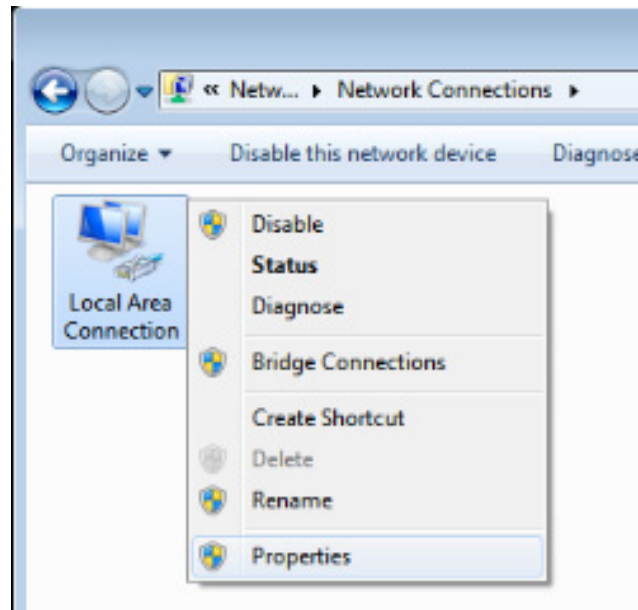 « Netw... ▸ Network Connections ▸
Organize ▾ Disable this network device Diagnose
Local Area
Connection
Disable
Status
Diagnose
Bridge Connections
Create Shortcut
Delete
Rename
Properties